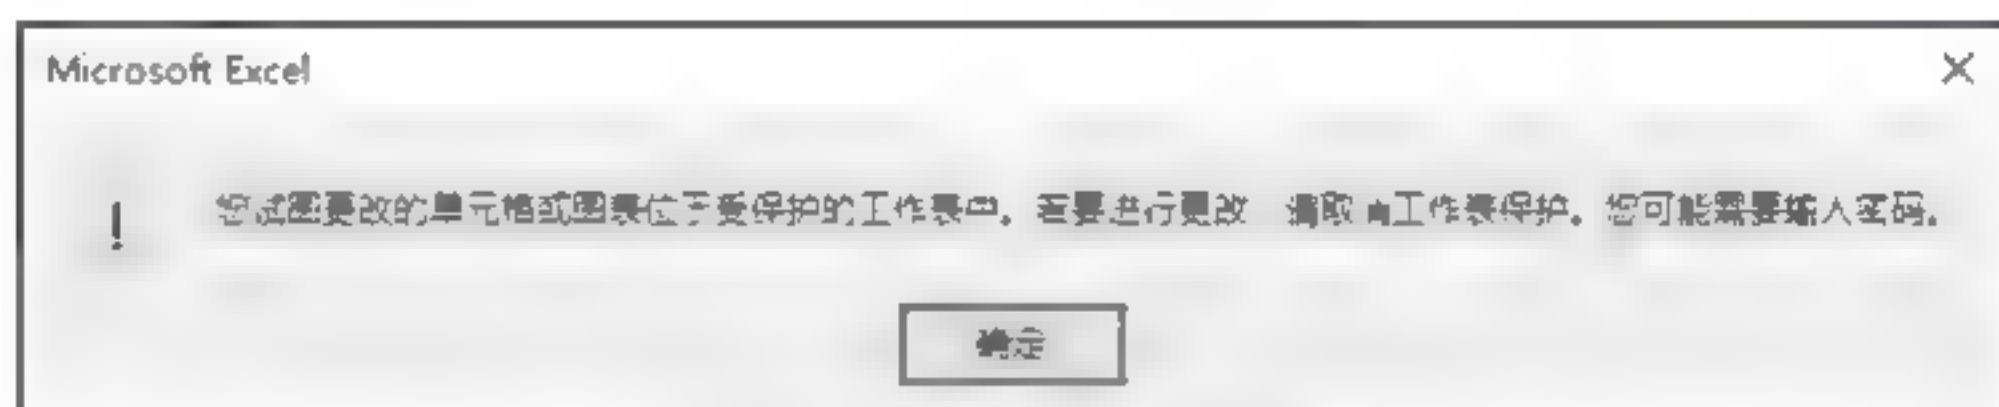 Microsoft Excel
您试图更改的单元格或图表位于受保护的工作表中。若要进行更改，请取消工作表保护。您可能需要输入密码。
确定